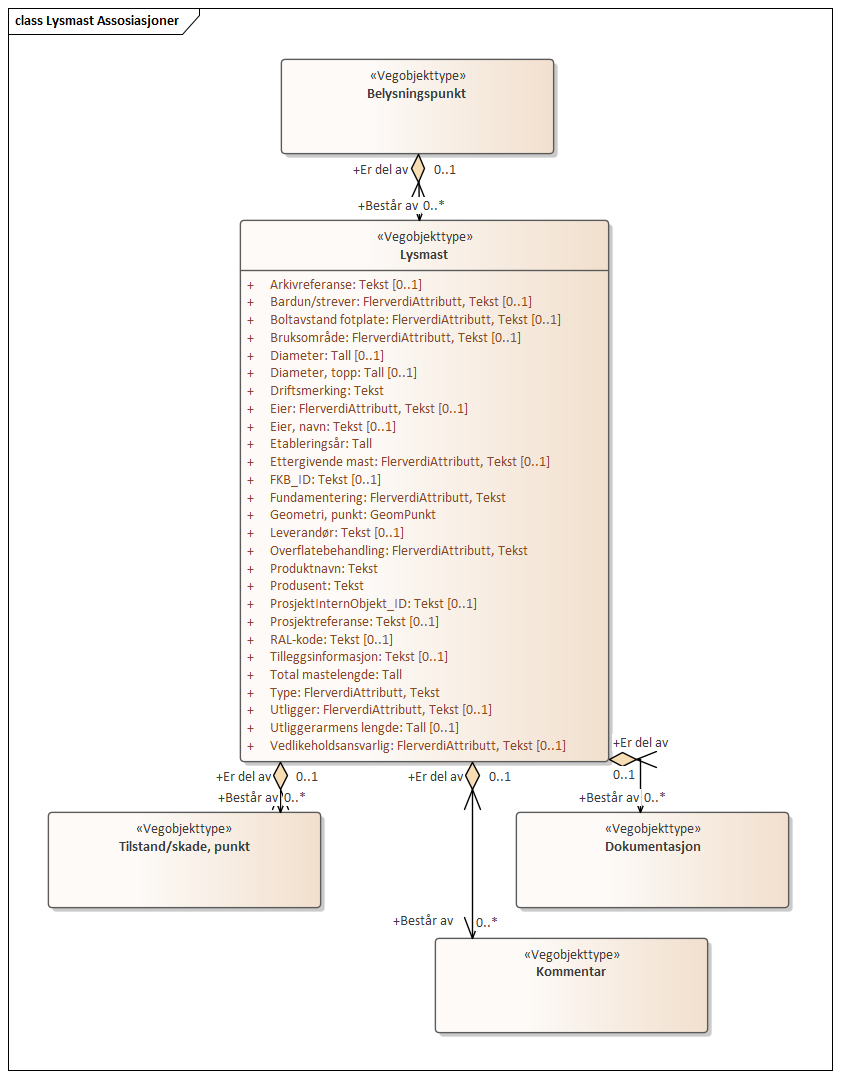 class Lysmast Assosiasjoner
«Vegobjekttype»
Belysningspunkt
+Er del av 0..1
+Består av 0..*
«Vegobjekttype»
Lysmast
+ Arkivreferanse: Tekst [0..1]
+ Bardun/strever: FlerverdiAttributt, Tekst [0..1]
+ Boltavstand fotplate: FlerverdiAttributt, Tekst [0..1]
+ Bruksområde: FlerverdiAttributt, Tekst [0..1]
+ Diameter: Tall [0..1]
+ Diameter, topp: Tall [0..1]
+ Driftsmerking: Tekst
+ Eier: FlerverdiAttributt, Tekst [0..1]
+ Eier, navn: Tekst [0..1]
+ Etableringsår: Tall
+ Ettergivende mast: FlerverdiAttributt, Tekst [0..1]
+ FKB_ID: Tekst [0..1]
+ Fundamentering: FlerverdiAttributt, Tekst
+ Geometri, punkt: GeomPunkt
+ Leverandør: Tekst [0..1]
+ Overflatebehandling: FlerverdiAttributt, Tekst
+ Produktnavn: Tekst
+ Produsent: Tekst
+ ProsjektInternObjekt_ID: Tekst [0..1]
+ Prosjektreferanse: Tekst [0..1]
+ RAL-kode: Tekst [0..1]
+ Tilleggsinformasjon: Tekst [0..1]
+ Total mastelengde: Tall
+ Type: FlerverdiAttributt, Tekst
+ Utligger: FlerverdiAttributt, Tekst [0..1]
+ Utliggerarmens lengde: Tall [0..1]
+ Vedlikeholdsansvarlig: FlerverdiAttributt, Tekst [0..1]
+Er del av
0..1
+Er del av 0..1
+Er del av 0..1
+Består av 0..*
+Består av 0..*
«Vegobjekttype»
Tilstand/skade, punkt
«Vegobjekttype»
Dokumentasjon
+Består av 0..*
«Vegobjekttype»
Kommentar